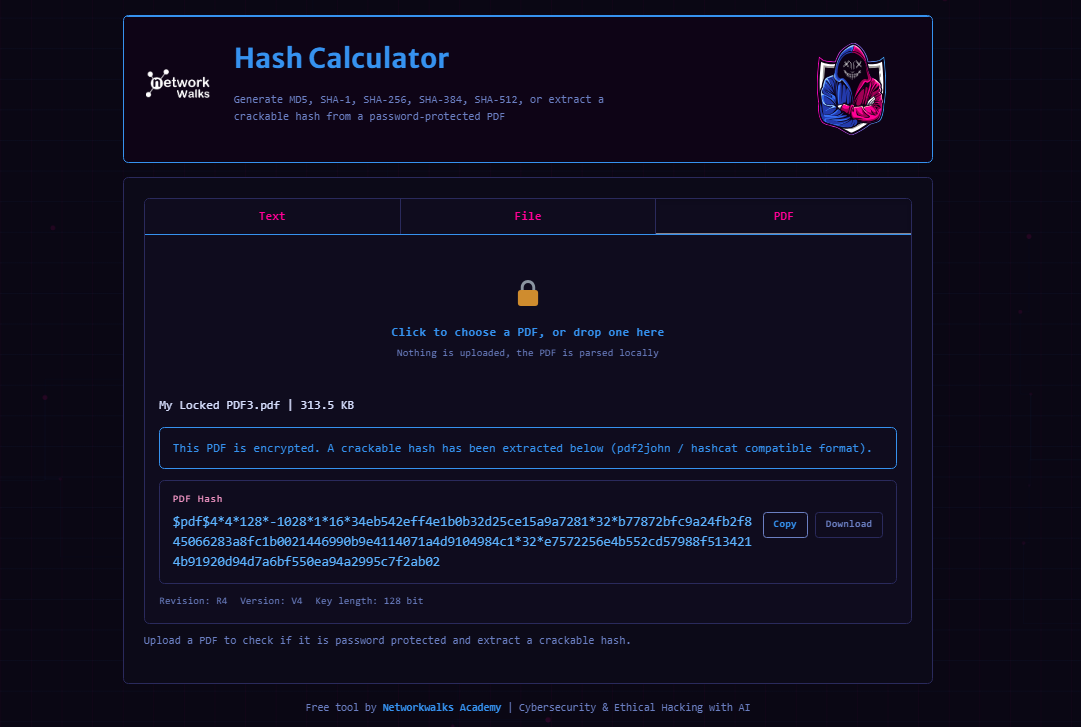 network
Walks
Hash Calculator
Generate MD5, SHA-1, SHA-256, SHA-384, SHA-512, or extract a
crackable hash from a password-protected PDF
Text
File
PDF
Click to choose a PDF, or drop one here
Nothing is uploaded, the PDF is parsed locally
My Locked PDF3.pdf | 313.5 KB
This PDF is encrypted. A crackable hash has been extracted below (pdf2john / hashcat compatible format).
PDF Hash
$pdf$4*4*128*-1028*1*16*34eb542eff4e1b0b32d25ce15a9a7281*32*b77872bfc9a24fb2f8
45066283a8fc1b0021446990b9e4114071a4d9104984c1*32*e7572256e4b552cd57988f513421
4b91920d94d7a6bf550ea94a2995c7f2ab02
Copy
Download
Revision: R4 Version: V4 Key length: 128 bit
Upload a PDF to check if it is password protected and extract a crackable hash.
Free tool by Networkwalks Academy | Cybersecurity & Ethical Hacking with AI